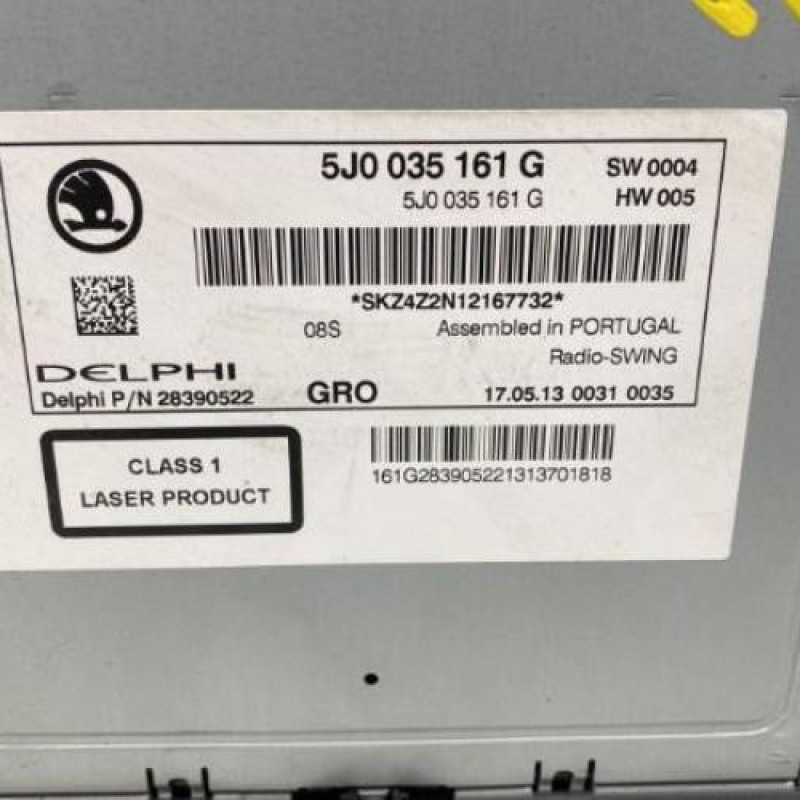 5J0 035 161 G SW 0004
5J0 035 161 G HW 005
*SKZ4Z2N12167732*
08S Assembled in PORTUGAL
Radio-SWING
DELPHI
Delphi P/N 28390522 GRO 17.05.13 0031 0035
CLASS 1
LASER PRODUCT
161G283905221313701818